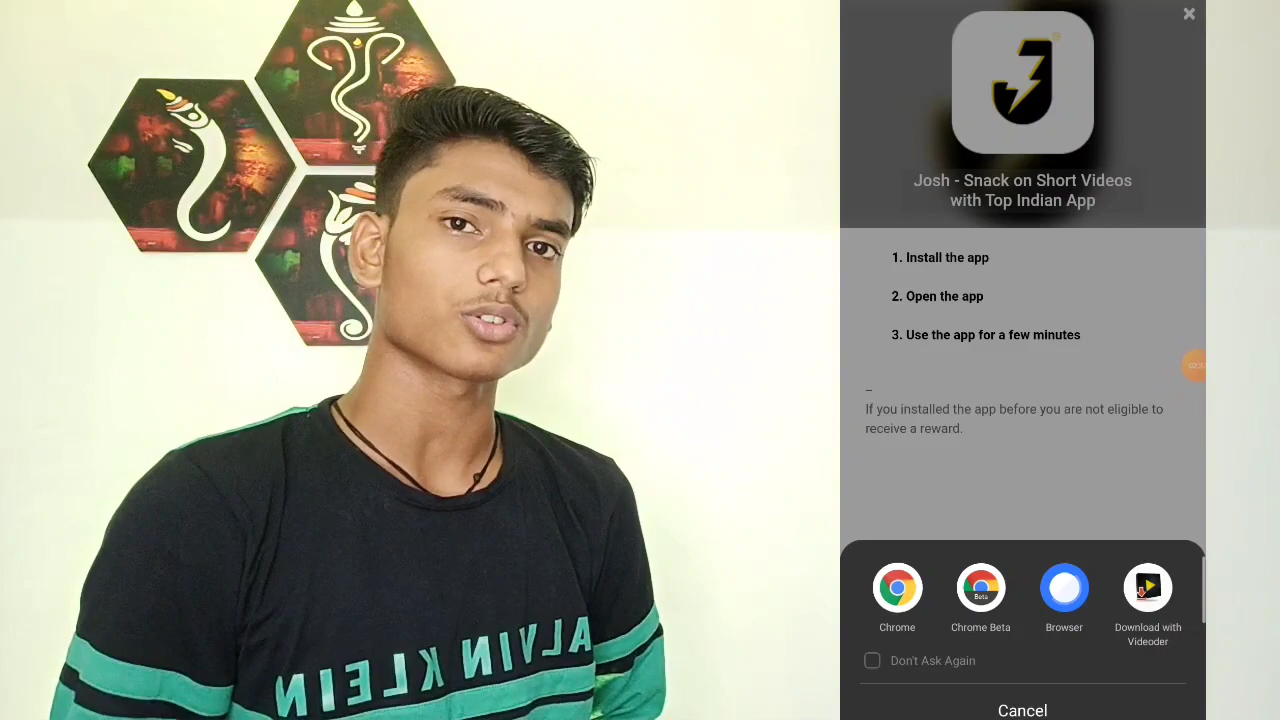 Josh - Snack on Short Videos
with Top Indian App
1. Install the app
2. Open the app
3. Use the app for a few minutes
–
If you installed the app before you are not eligible to
receive a reward.
Chrome
Beta
Chrome Beta
Browser
Download with
Videoder
Don't Ask Again
Cancel
ALVIN KLEIN